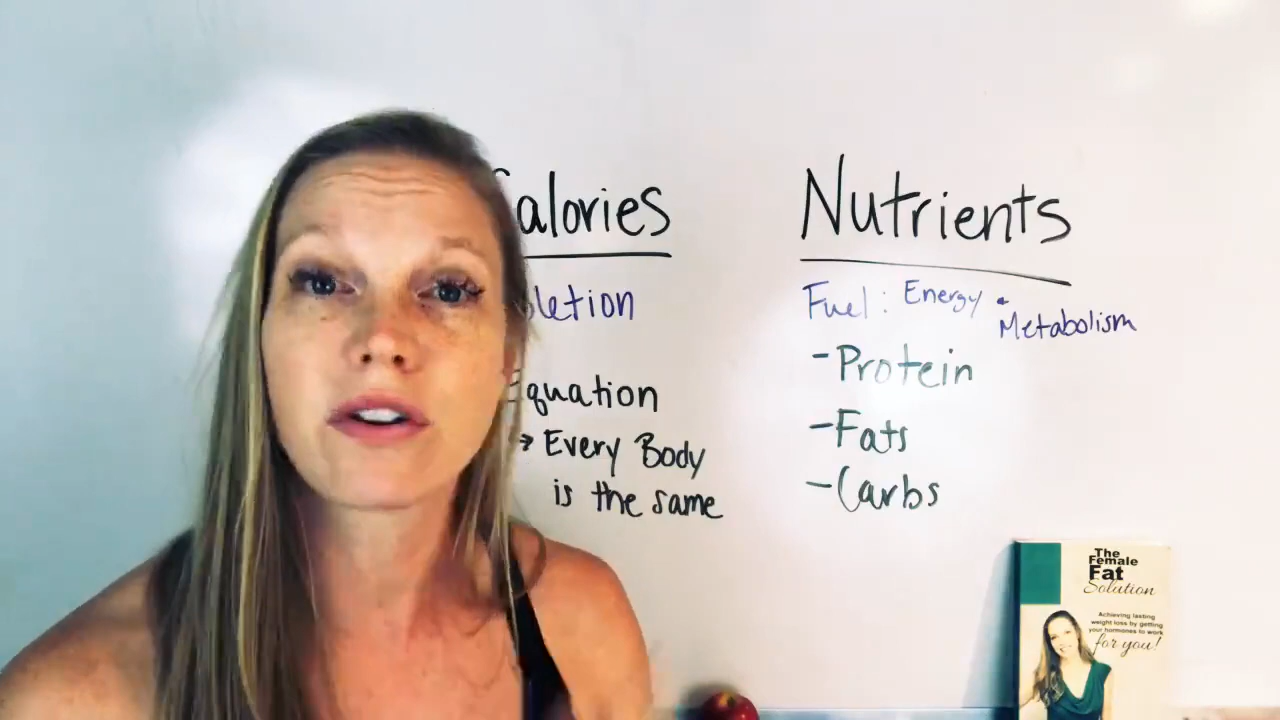 alories
letion
quation
→ Every Body
is the same
Nutrients
Fuel: Energy &
Metabolism
-Protein
-Fats
-Carbs
The
Female
Fat
Solution
Achieving lasting
weight loss by getting
your hormones to work
for you!